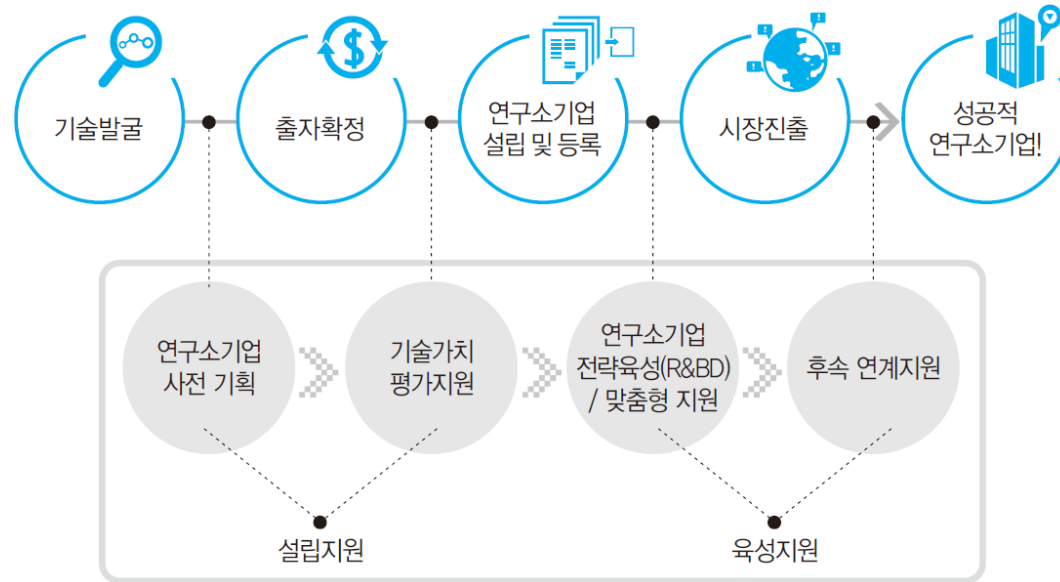 기술발굴
출자확정
연구소기업
설립 및 등록
시장진출
성공적
연구소기업!
연구소기업
사전 기획
기술가치
평가지원
연구소기업
전략육성(R&BD)
/ 맞춤형 지원
후속 연계지원
설립지원
육성지원